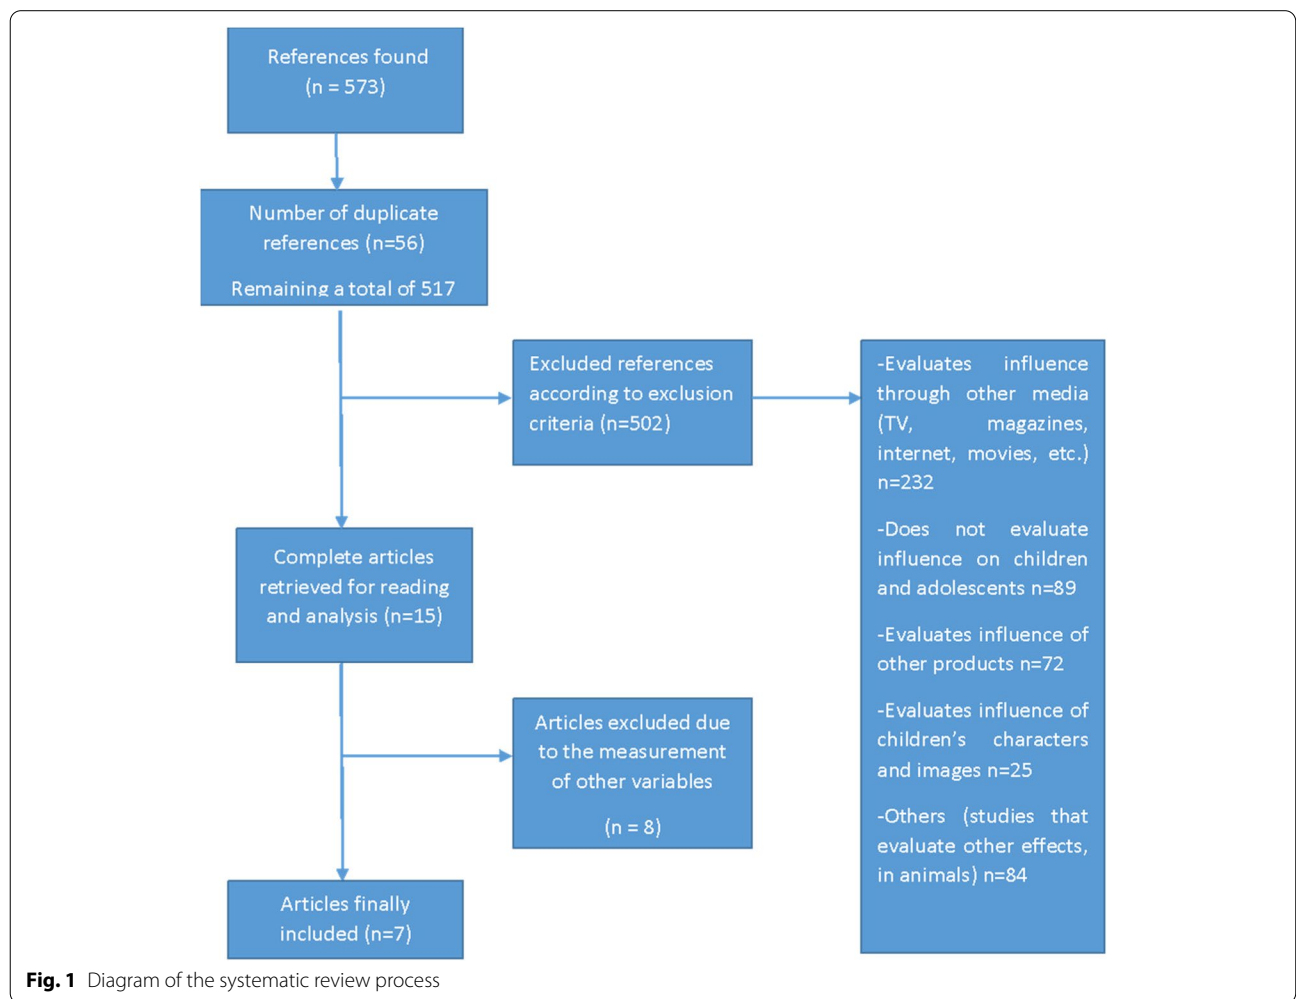 References found
(n = 573)
Number of duplicate
references (n=56)
Remaining a total of 517
Excluded references
according to exclusion
criteria (n=502)
-Evaluates influence
through other media
(TV, magazines,
internet, movies, etc.)
n=232
-Does not evaluate
influence on children
and adolescents n=89
-Evaluates influence of
other products n=72
-Evaluates influence of
children’s characters
and images n=25
-Others (studies that
evaluate other effects,
in animals) n=84
Complete articles
retrieved for reading
and analysis (n=15)
Articles excluded due
to the measurement
of other variables
(n = 8)
Articles finally
included (n=7)
Fig. 1 Diagram of the systematic review process